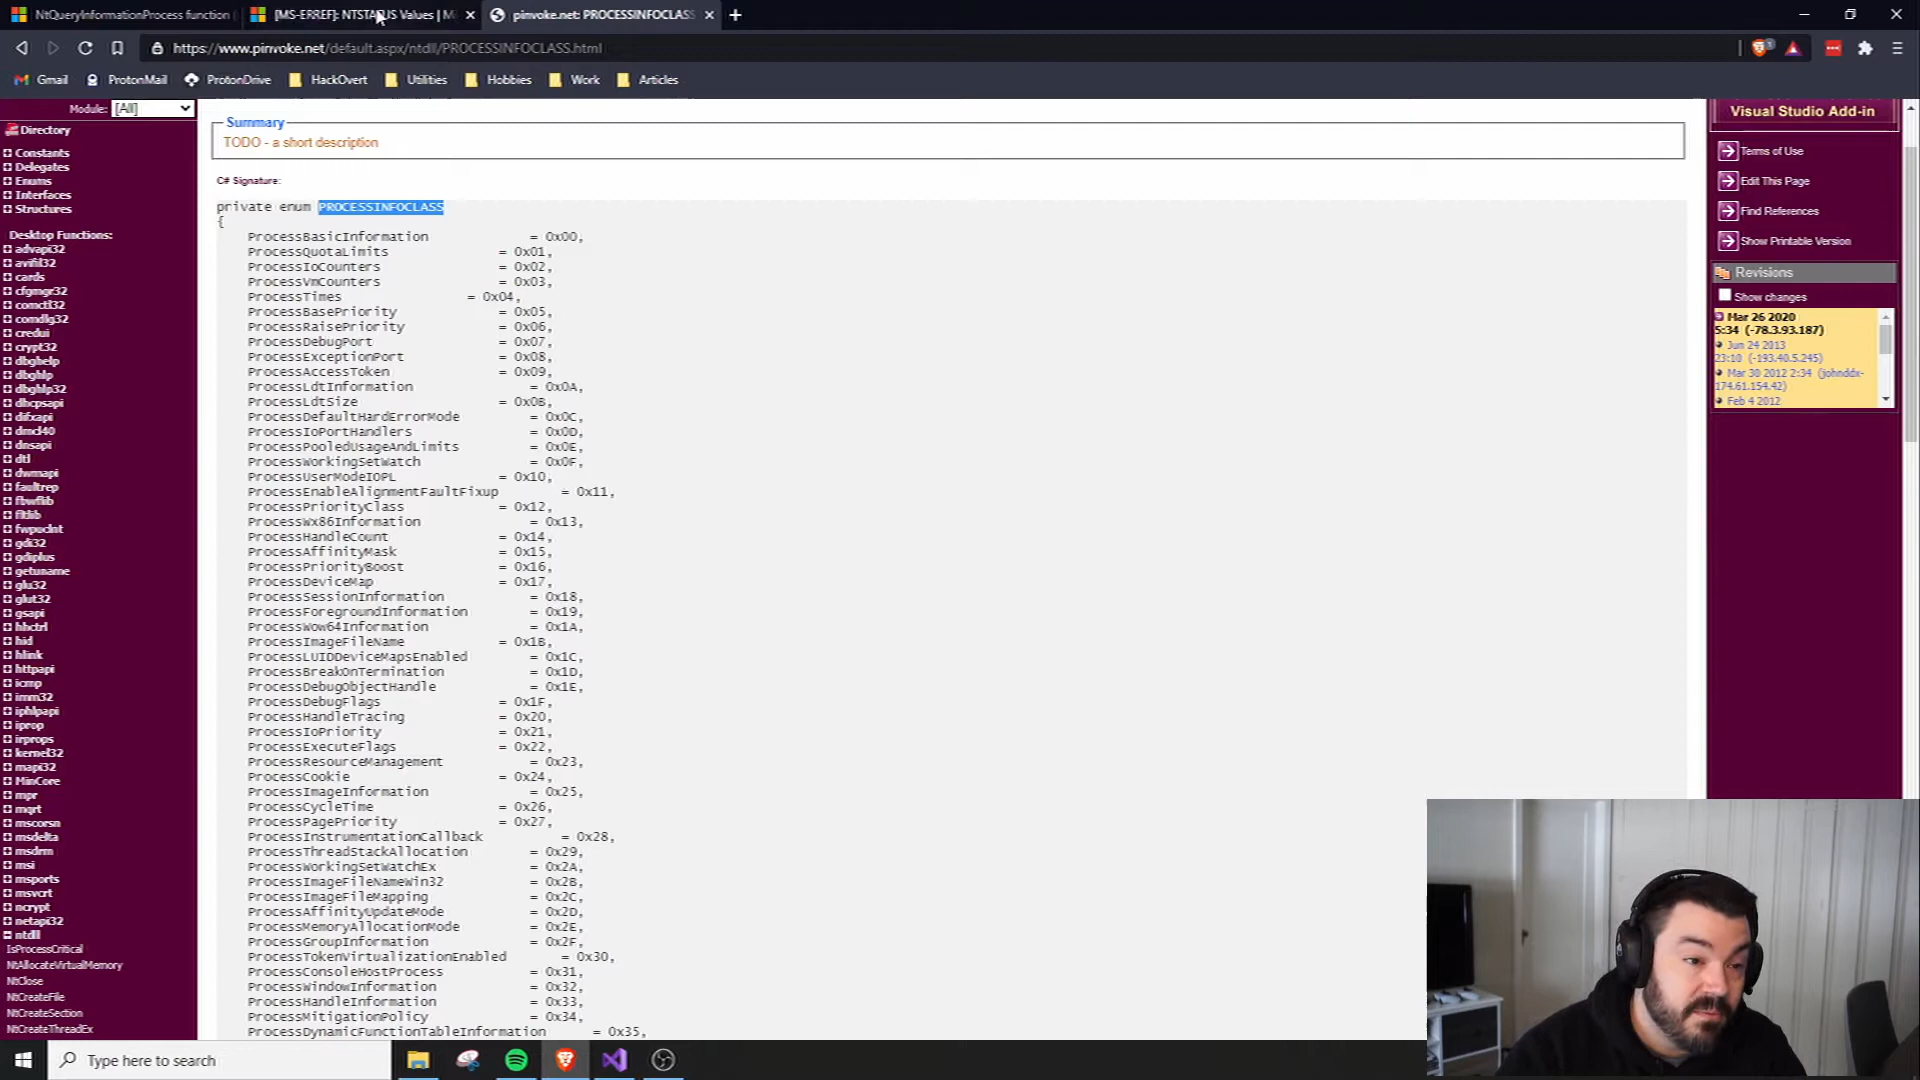 NtQueryInformationProcess function (
[MS-ERREF]: NTSTATUS Values | M
pinvoke.net: PROCESSINFOCLASS
https://www.pinvoke.net/default.aspx/ntdll/PROCESSINFOCLASS.html
Gmail
ProtonMail
ProtonDrive
HackOvert
Utilities
Hobbies
Work
Articles
Module: [All]
Directory
Constants
Delegates
Enums
Interfaces
Structures
Desktop Functions:
advapi32
avifil32
cards
cfgmgr32
comctl32
comdlg32
credui
crypt32
dbghelp
dbghlp
dbghlp32
dhcpsapi
difxapi
dmcl40
dnsapi
dtl
dwmapi
faultrep
fbwflib
fltlib
fwpuclnt
gdi32
gdiplus
getuname
glu32
glut32
gsapi
hhctrl
hid
hlink
httpapi
icmp
imm32
iphlpapi
iprop
irprops
kernel32
mapi32
MinCore
mpr
mqrt
mscorsn
msdelta
msdrm
msi
msports
msvcrt
ncrypt
netapi32
ntdll
IsProcessCritical
NtAllocateVirtualMemory
NtClose
NtCreateFile
NtCreateSection
NtCreateThreadEx
Summary
TODO - a short description
C# Signature:
private enum PROCESSINFOCLASS
{
ProcessBasicInformation = 0x00,
ProcessQuotaLimits = 0x01,
ProcessIoCounters = 0x02,
ProcessVmCounters = 0x03,
ProcessTimes = 0x04,
ProcessBasePriority = 0x05,
ProcessRaisePriority = 0x06,
ProcessDebugPort = 0x07,
ProcessExceptionPort = 0x08,
ProcessAccessToken = 0x09,
ProcessLdtInformation = 0x0A,
ProcessLdtSize = 0x0B,
ProcessDefaultHardErrorMode = 0x0C,
ProcessIoPortHandlers = 0x0D,
ProcessPooledUsageAndLimits = 0x0E,
ProcessWorkingSetWatch = 0x0F,
ProcessUserModeIOPL = 0x10,
ProcessEnableAlignmentFaultFixup = 0x11,
ProcessPriorityClass = 0x12,
ProcessWx86Information = 0x13,
ProcessHandleCount = 0x14,
ProcessAffinityMask = 0x15,
ProcessPriorityBoost = 0x16,
ProcessDeviceMap = 0x17,
ProcessSessionInformation = 0x18,
ProcessForegroundInformation = 0x19,
ProcessWow64Information = 0x1A,
ProcessImageFileName = 0x1B,
ProcessLUIDDeviceMapsEnabled = 0x1C,
ProcessBreakOnTermination = 0x1D,
ProcessDebugObjectHandle = 0x1E,
ProcessDebugFlags = 0x1F,
ProcessHandleTracing = 0x20,
ProcessIoPriority = 0x21,
ProcessExecuteFlags = 0x22,
ProcessResourceManagement = 0x23,
ProcessCookie = 0x24,
ProcessImageInformation = 0x25,
ProcessCycleTime = 0x26,
ProcessPagePriority = 0x27,
ProcessInstrumentationCallback = 0x28,
ProcessThreadStackAllocation = 0x29,
ProcessWorkingSetWatchEx = 0x2A,
ProcessImageFileNameWin32 = 0x2B,
ProcessImageFileMapping = 0x2C,
ProcessAffinityUpdateMode = 0x2D,
ProcessMemoryAllocationMode = 0x2E,
ProcessGroupInformation = 0x2F,
ProcessTokenVirtualizationEnabled = 0x30,
ProcessConsoleHostProcess = 0x31,
ProcessWindowInformation = 0x32,
ProcessHandleInformation = 0x33,
ProcessMitigationPolicy = 0x34,
ProcessDynamicFunctionTableInformation = 0x35,
Visual Studio Add-in
Terms of Use
Edit This Page
Find References
Show Printable Version
Revisions
Show changes
Mar 26 2020
5:34 (-78.3.93.187)
Jun 24 2013
23:10 (-193.40.5.245)
Mar 30 2012 2:34 (johnddx-
174.61.154.42)
Feb 4 2012
Type here to search